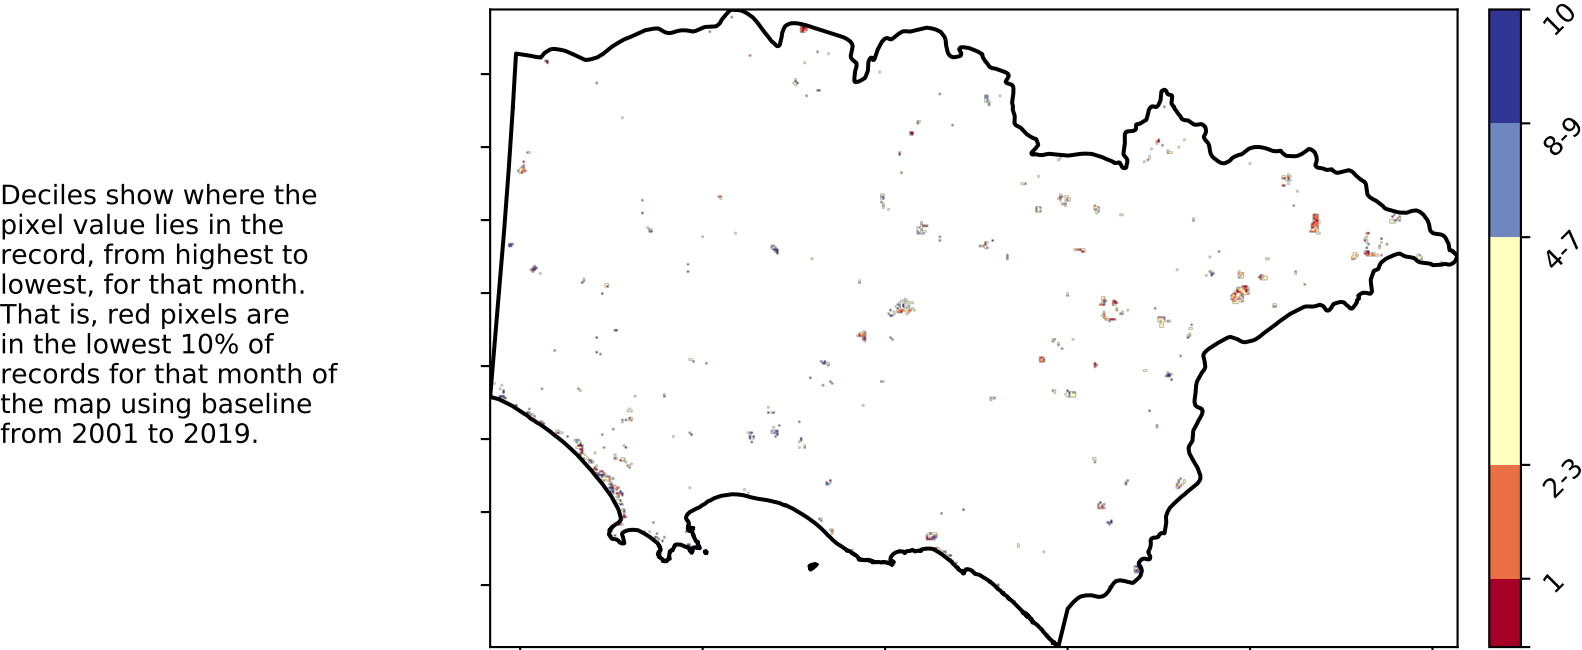 Deciles show where the
pixel value lies in the
record, from highest to
lowest, for that month.
That is, red pixels are
in the lowest 10% of
records for that month of
the map using baseline
from 2001 to 2019.
10
8-9
4-7
2-3
1